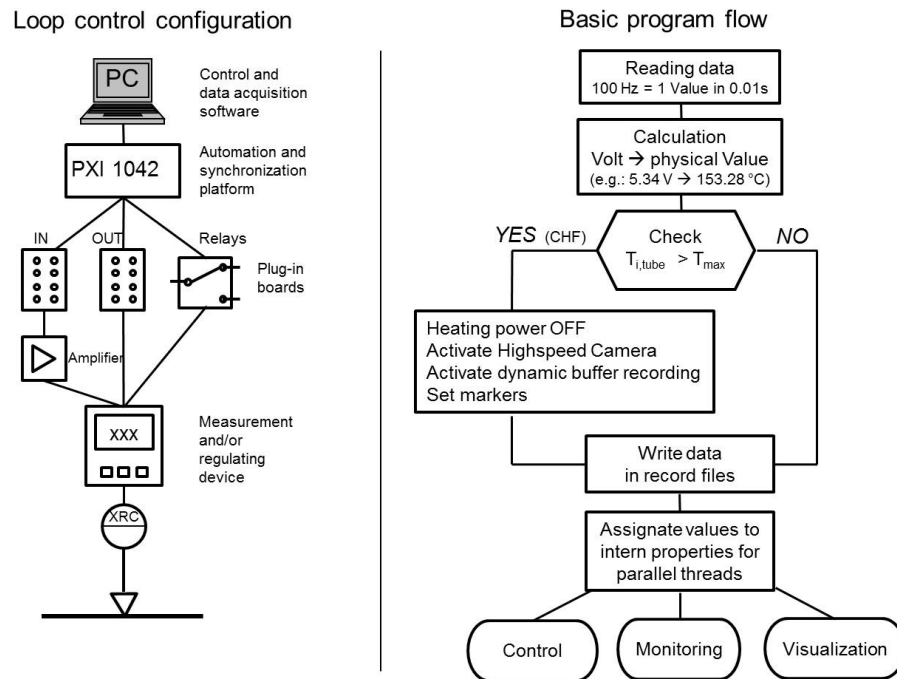 Loop control configuration
PC
Control and
data acquisition
software
PXI 1042
Automation and
synchronization
platform
IN
OUT
Relays
Plug-in
boards
Amplifier
xxx
Measurement
and/or
regulating
device
XRC
Basic program flow
Reading data
100 Hz = 1 Value in 0.01s
Calculation
Volt → physical Value
(e.g.: 5.34 V → 153.28 °C)
YES (CHF)
Check
T i,tube > T max
NO
Heating power OFF
Activate Highspeed Camera
Activate dynamic buffer recording
Set markers
Write data
in record files
Assignate values to
intern properties for
parallel threads
Control
Monitoring
Visualization